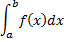 ∫_a^b f(x)dx